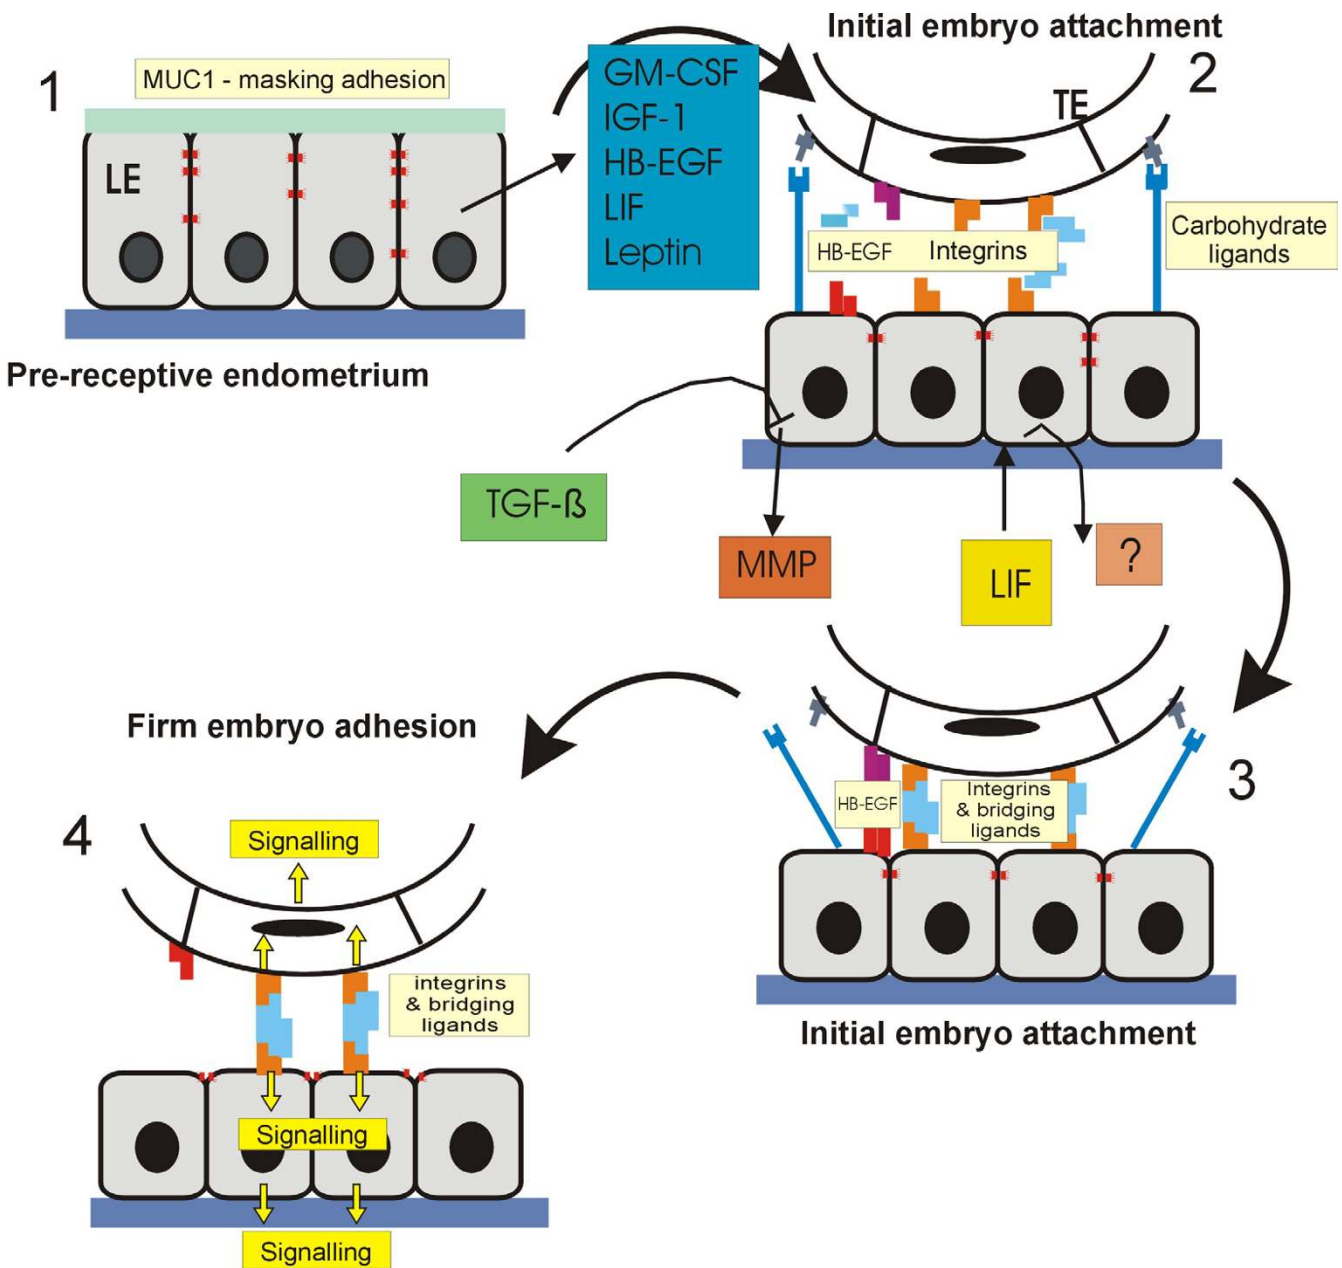 1
MUC1 - masking adhesion
LE
Pre-receptive endometrium
GM-CSF
IGF-1
HB-EGF
LIF
Leptin
Initial embryo attachment
2
TE
HB-EGF
Integrins
Carbohydrate
ligands
TGF-ß
MMP
LIF
?
3
HB-EGF
Integrins
& bridging
ligands
Initial embryo attachment
Firm embryo adhesion
4
Signalling
integrins
& bridging
ligands
Signalling
Signalling